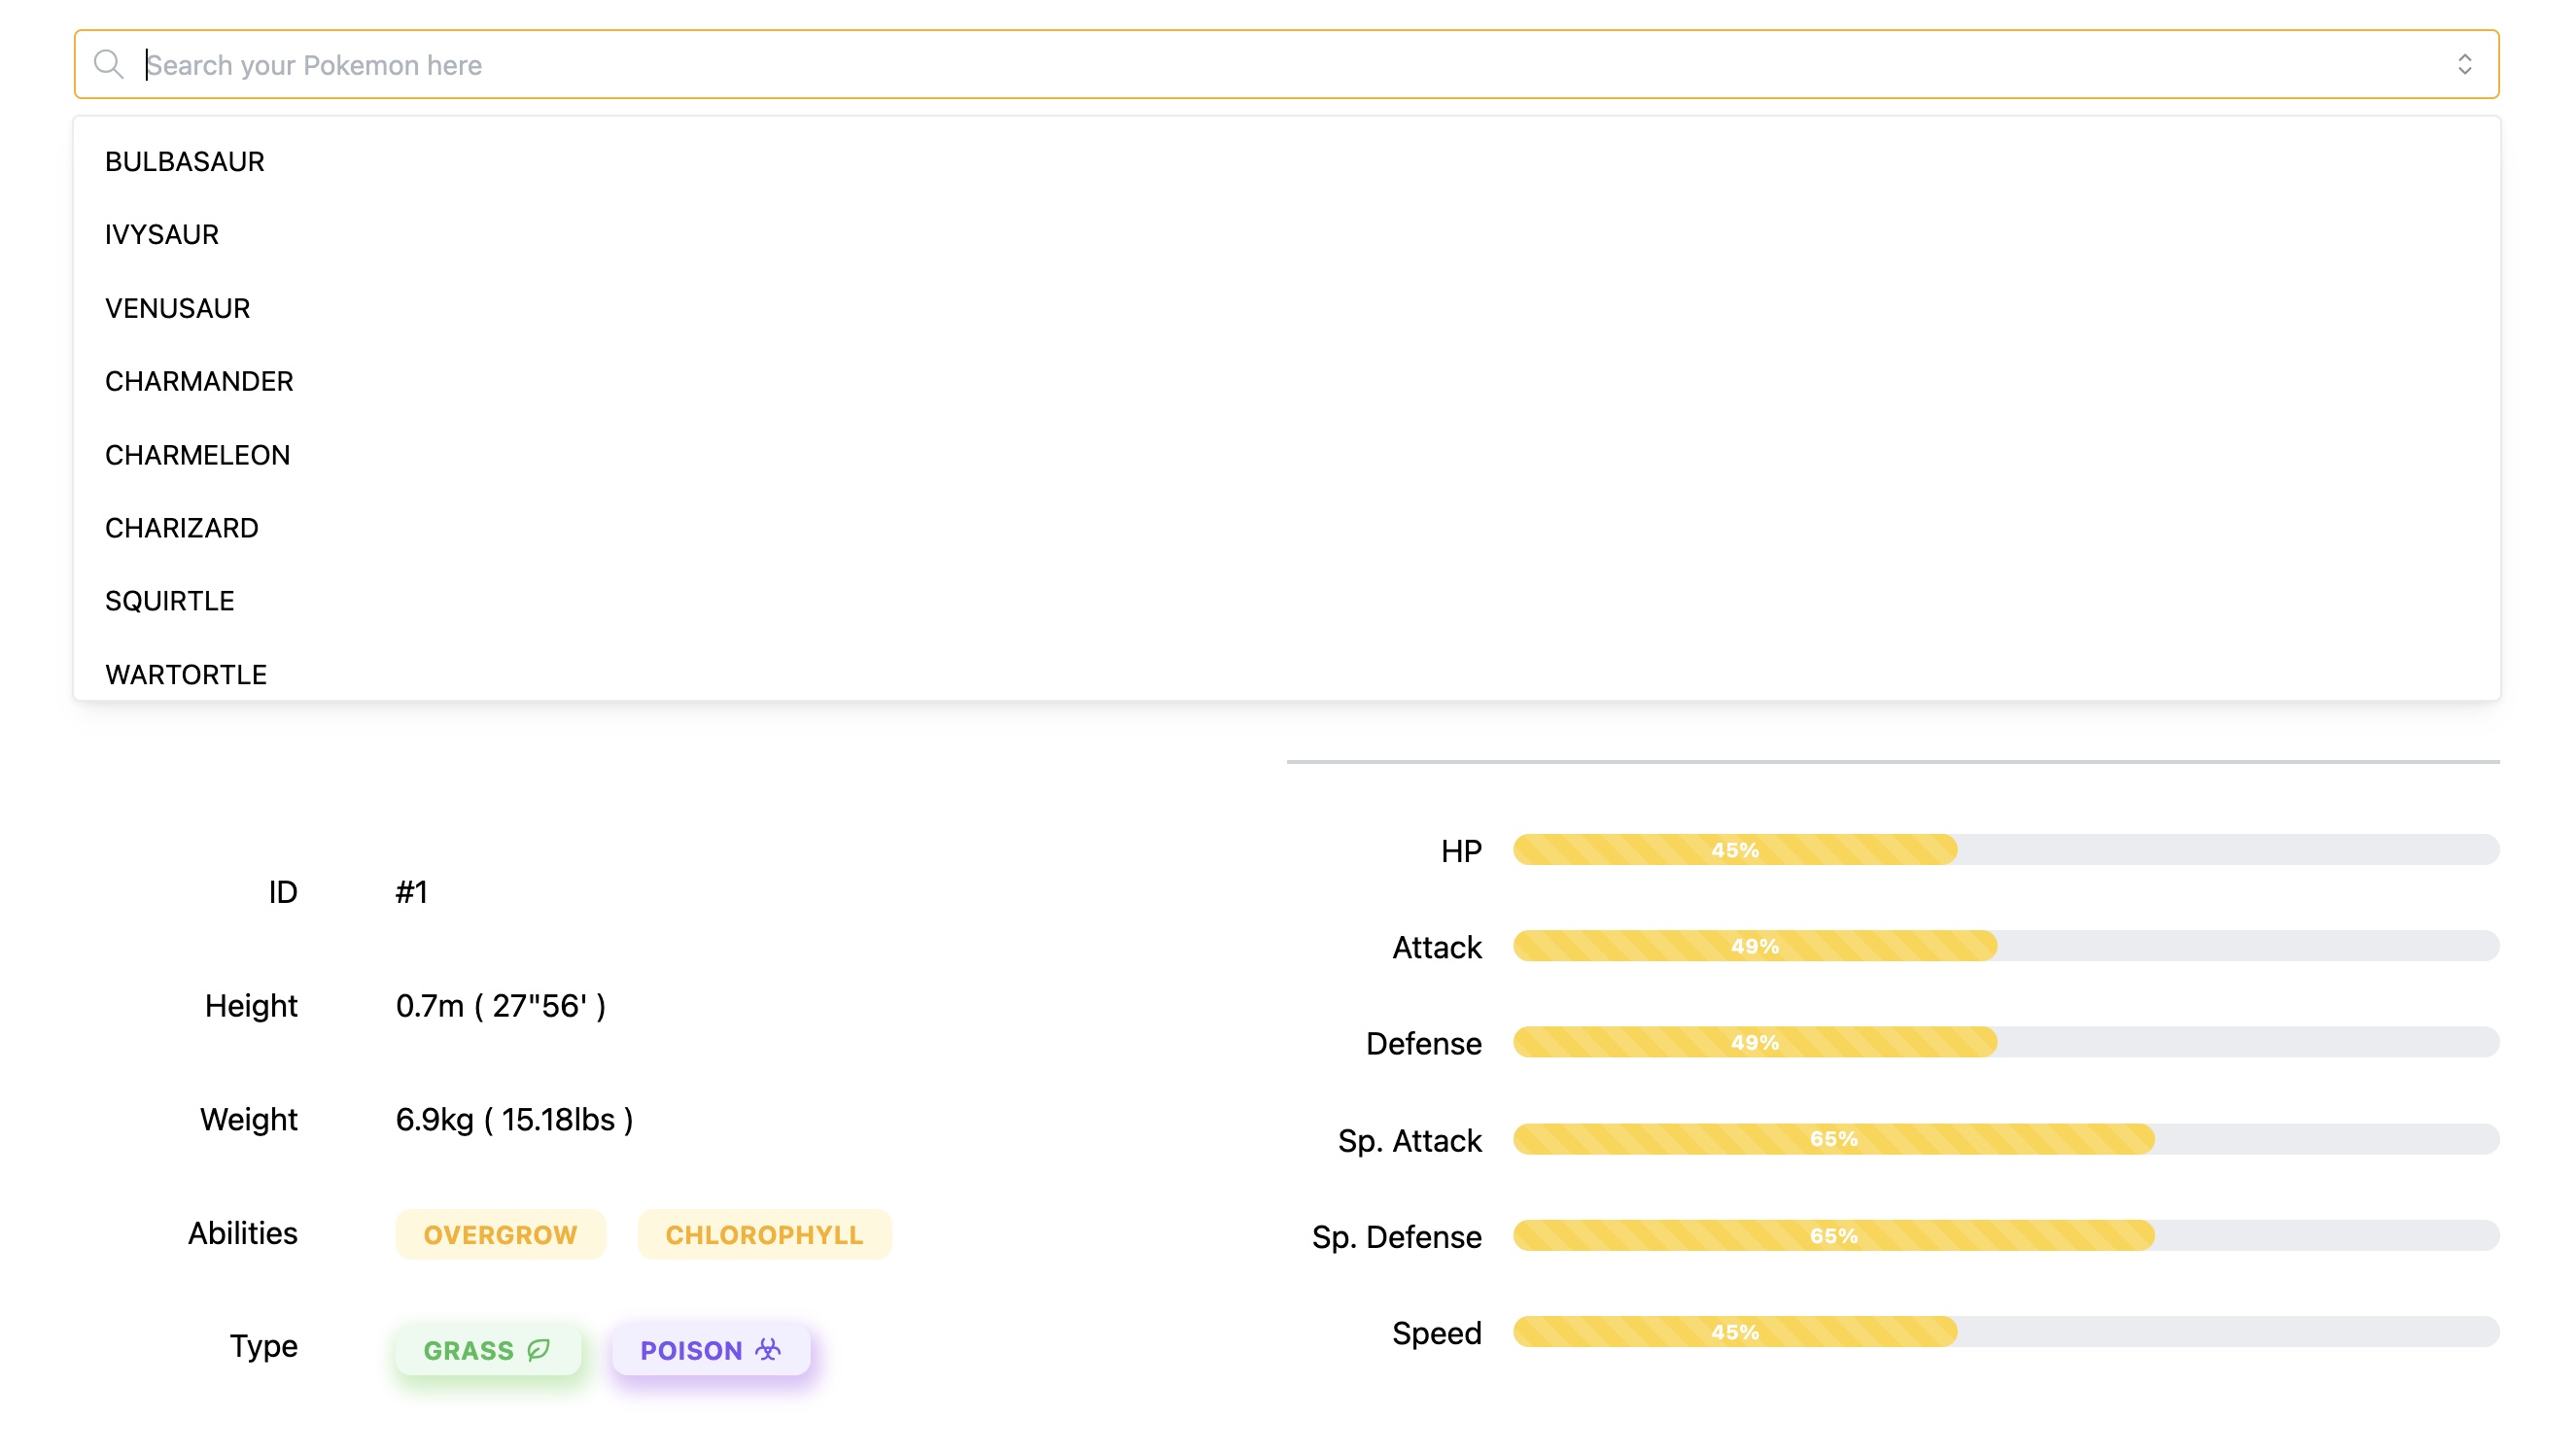 Search your Pokemon here
BULBASAUR
IVYSAUR
VENUSAUR
CHARMANDER
CHARMELEON
CHARIZARD
SQUIRTLE
WARTORTLE
ID #1
Height 0.7m ( 27"56' )
Weight 6.9kg ( 15.18lbs )
Abilities OVERGROW CHLOROPHYLL
Type GRASS POISON
HP 45%
Attack 49%
Defense 49%
Sp. Attack 65%
Sp. Defense 65%
Speed 45%